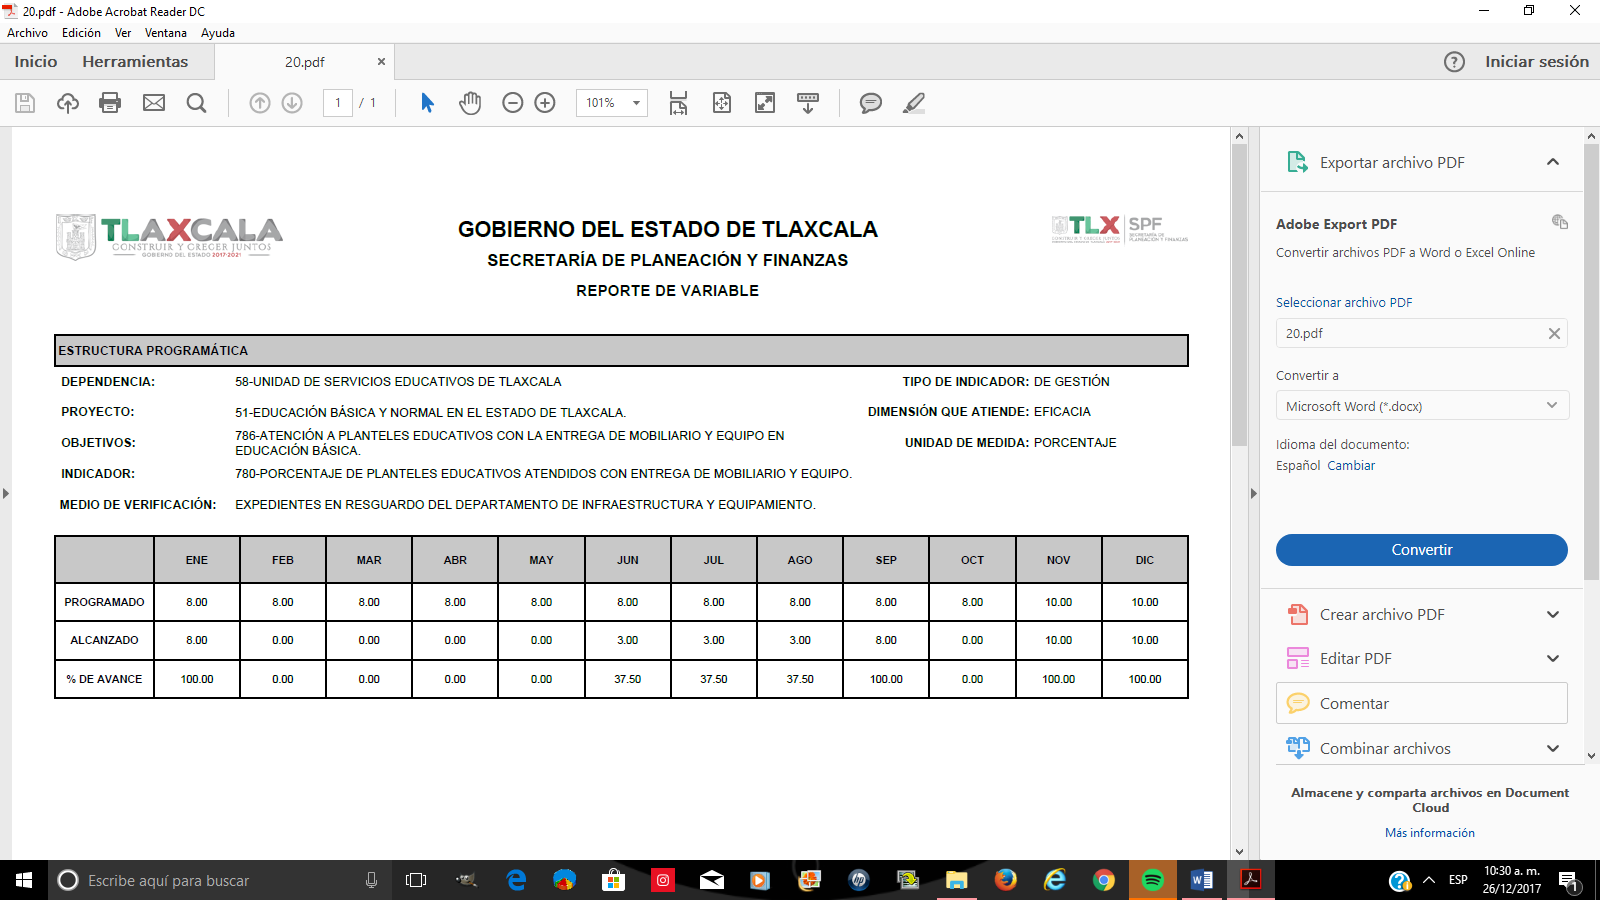 20.pdf - Adobe Acrobat Reader DC
Archivo Edición Ver Ventana Ayuda
Inicio Herramientas 20.pdf Iniciar sesión
1 / 1 101%
TLAXCALA
CONSTRUIR Y CRECER JUNTOS
GOBIERNO DEL ESTADO 2017-2021
GOBIERNO DEL ESTADO DE TLAXCALA
SECRETARÍA DE PLANEACIÓN Y FINANZAS
REPORTE DE VARIABLE
TLX SPF
SECRETARÍA DE
PLANEACIÓN Y FINANZAS
ESTRUCTURA PROGRAMÁTICA
DEPENDENCIA: 58-UNIDAD DE SERVICIOS EDUCATIVOS DE TLAXCALA TIPO DE INDICADOR: DE GESTIÓN
PROYECTO: 51-EDUCACIÓN BÁSICA Y NORMAL EN EL ESTADO DE TLAXCALA. DIMENSIÓN QUE ATIENDE: EFICACIA
OBJETIVOS: 786-ATENCIÓN A PLANTELES EDUCATIVOS CON LA ENTREGA DE MOBILIARIO Y EQUIPO EN
EDUCACIÓN BÁSICA. UNIDAD DE MEDIDA: PORCENTAJE
INDICADOR: 780-PORCENTAJE DE PLANTELES EDUCATIVOS ATENDIDOS CON ENTREGA DE MOBILIARIO Y EQUIPO.
MEDIO DE VERIFICACIÓN: EXPEDIENTES EN RESGUARDO DEL DEPARTAMENTO DE INFRAESTRUCTURA Y EQUIPAMIENTO.
ENE FEB MAR ABR MAY JUN JUL AGO SEP OCT NOV DIC
PROGRAMADO 8.00 8.00 8.00 8.00 8.00 8.00 8.00 8.00 8.00 8.00 10.00 10.00
ALCANZADO 8.00 0.00 0.00 0.00 0.00 3.00 3.00 3.00 8.00 0.00 10.00 10.00
% DE AVANCE 100.00 0.00 0.00 0.00 0.00 37.50 37.50 37.50 100.00 0.00 100.00 100.00
Exportar archivo PDF
Adobe Export PDF
Convertir archivos PDF a Word o Excel Online
Seleccionar archivo PDF
20.pdf
Convertir a
Microsoft Word (*.docx)
Idioma del documento:
Español Cambiar
Convertir
Crear archivo PDF
Editar PDF
Comentar
Combinar archivos
Almacene y comparta archivos en Document
Cloud
Más información
Escribe aquí para buscar
ESP
10:30 a. m.
26/12/2017
1